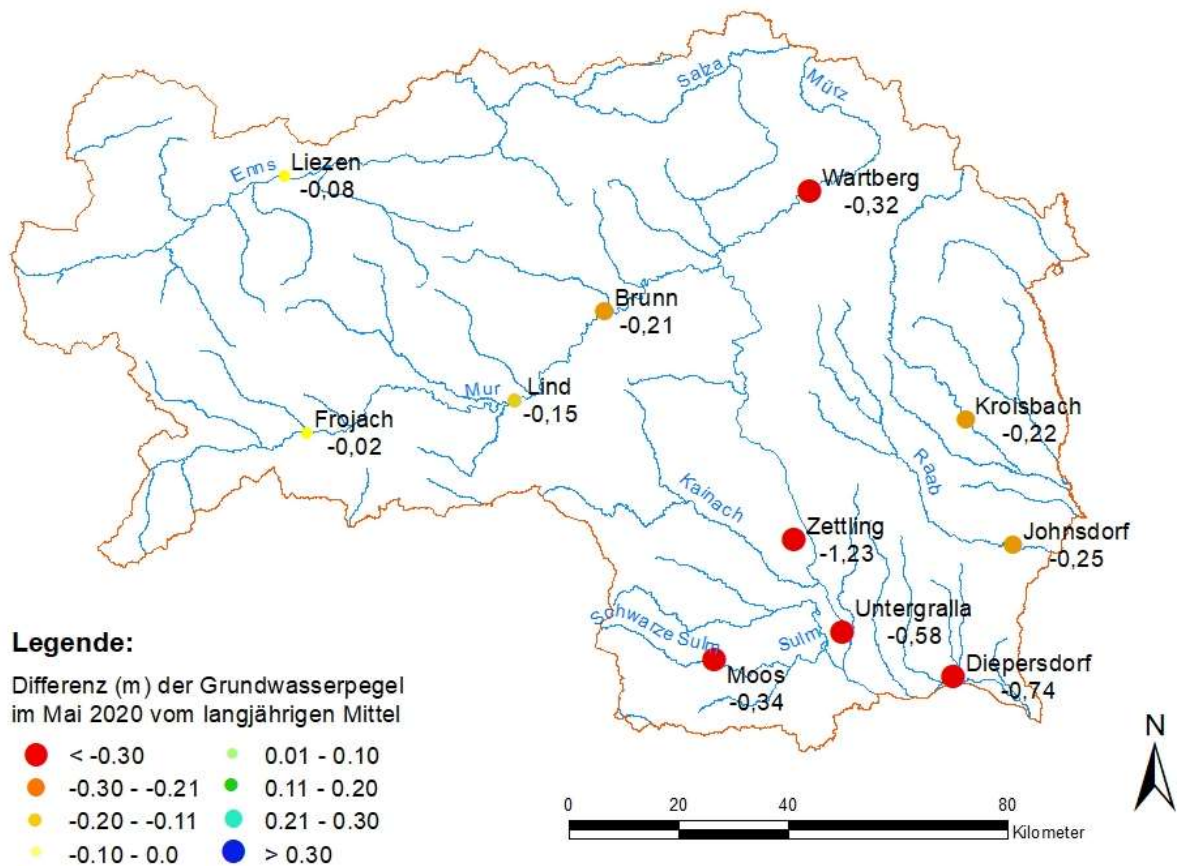 Salza
Mürz
Enns
Liezen
-0,08
Wartberg
-0,32
Brunn
-0,21
Mur
Lind
-0,15
Frojach
-0,02
Kroisbach
-0,22
Raab
Kainach
Zettling
-1,23
Johnsdorf
-0,25
Untergralla
-0,58
Schwarze Sulm
Sulm
Moos
-0,34
Diepersdorf
-0,74
Legende:
Differenz (m) der Grundwasserpegel
im Mai 2020 vom langjährigen Mittel
< -0.30
0.01 - 0.10
-0.30 - -0.21
0.11 - 0.20
-0.20 - -0.11
0.21 - 0.30
-0.10 - 0.0
> 0.30
0 20 40 80
Kilometer
N